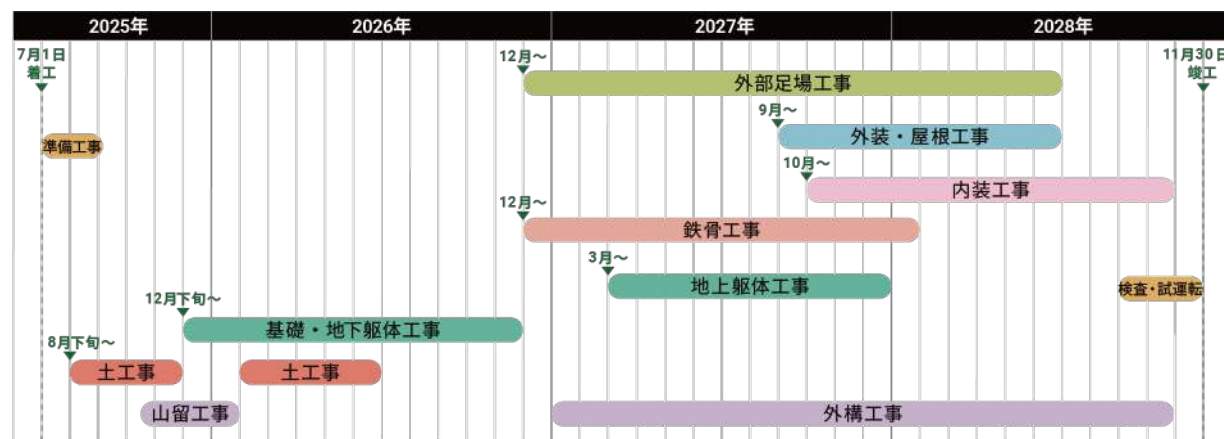 2025年
2026年
2027年
2028年
7月1日
着工
12月～
11月30日
竣工
外部足場工事
9月～
外装・屋根工事
準備工事
10月～
内装工事
12月～
鉄骨工事
3月～
地上躯体工事
検査・試運転
12月下旬～
基礎・地下躯体工事
8月下旬～
土工事
土工事
山留工事
外構工事